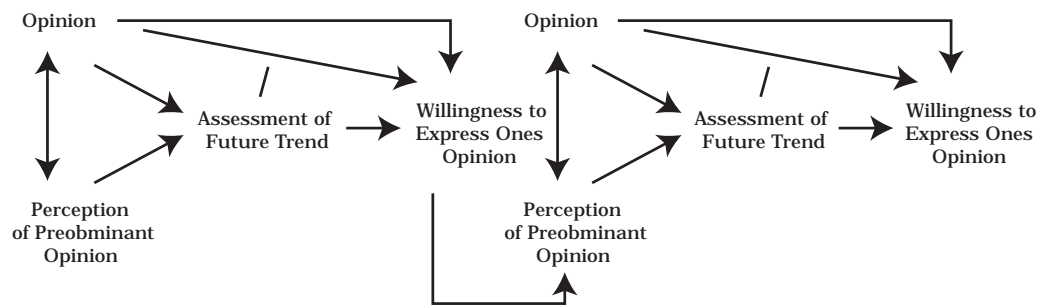 Opinion
Assessment of
Future Trend
Willingness to
Express Ones
Opinion
Perception
of Preobminant
Opinion
Opinion
Assessment of
Future Trend
Willingness to
Express Ones
Opinion
Perception
of Preobminant
Opinion